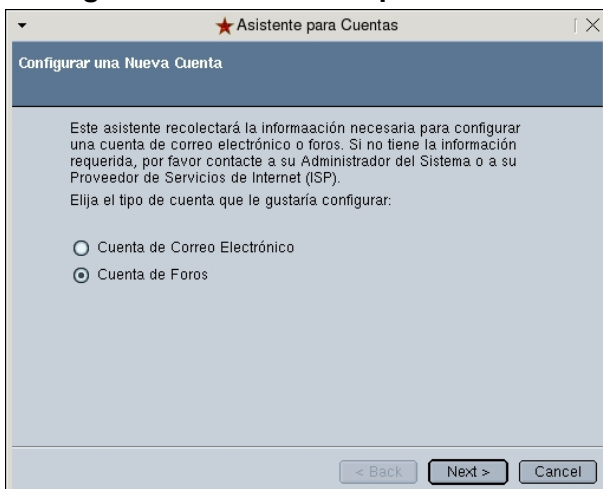 Asistente para Cuentas
Configurar una Nueva Cuenta
Este asistente recolectará la informaación necesaria para configurar
una cuenta de correo electrónico o foros. Si no tiene la información
requerida, por favor contacte a su Administrador del Sistema o a su
Proveedor de Servicios de Internet (ISP).
Elija el tipo de cuenta que le gustaría configurar:
Cuenta de Correo Electrónico
Cuenta de Foros
< Back Next > Cancel